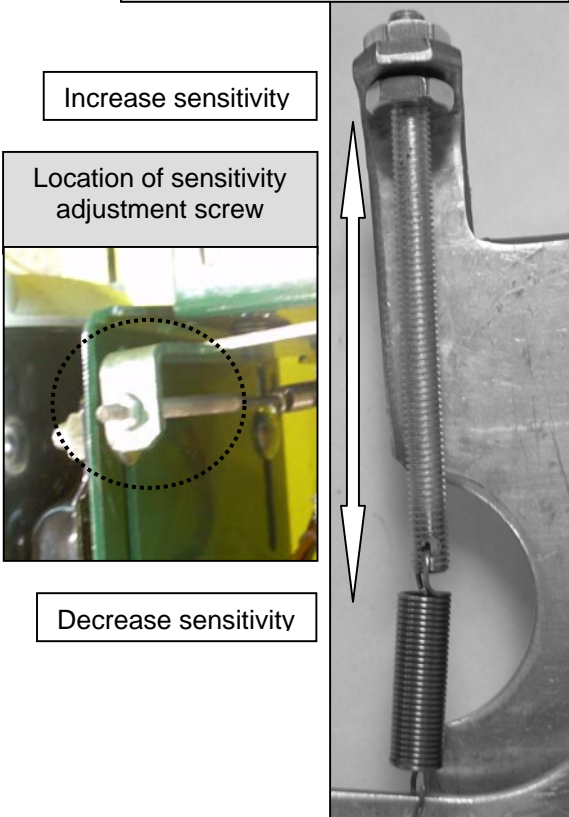 Increase sensitivity
Location of sensitivity
adjustment screw
Decrease sensitivity